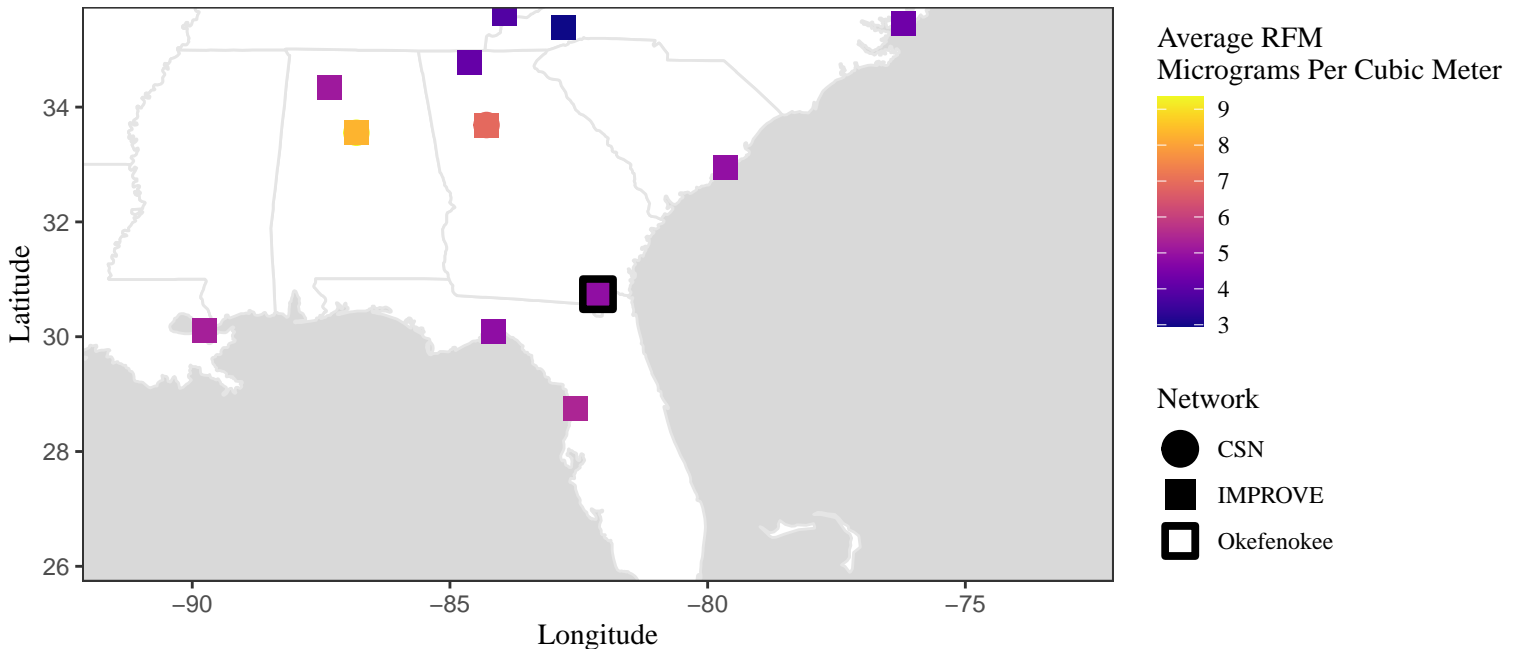 Average RFM
Micrograms Per Cubic Meter
9
8
7
6
5
4
3
Network
CSN
IMPROVE
Okefenokee
Latitude
34
32
30
28
26
−90
−85
−80
−75
Longitude